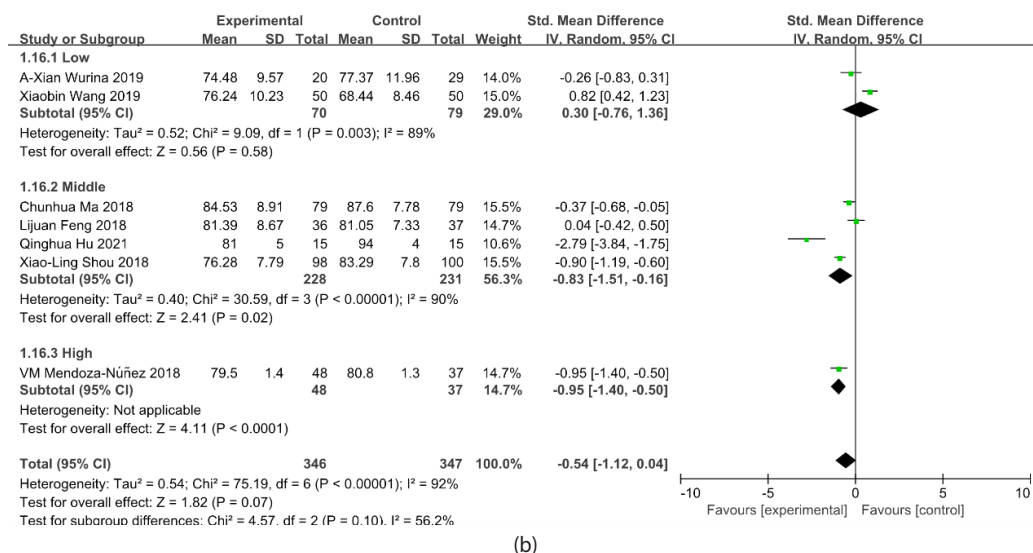 Experimental Control Std. Mean Difference Std. Mean Difference
Study or Subgroup Mean SD Total Mean SD Total Weight IV, Random, 95% CI IV, Random, 95% CI
1.16.1 Low
A-Xian Wurina 2019 74.48 9.57 20 77.37 11.96 29 14.0% -0.26 [-0.83, 0.31]
Xiaobin Wang 2019 76.24 10.23 50 68.44 8.46 50 15.0% 0.82 [0.42, 1.23]
Subtotal (95% CI) 70 79 29.0% 0.30 [-0.76, 1.36]
Heterogeneity: Tau² = 0.52; Chi² = 9.09, df = 1 (P = 0.003); I² = 89%
Test for overall effect: Z = 0.56 (P = 0.58)
1.16.2 Middle
Chunhua Ma 2018 84.53 8.91 79 87.6 7.78 79 15.5% -0.37 [-0.68, -0.05]
Lijuan Feng 2018 81.39 8.67 36 81.05 7.33 37 14.7% 0.04 [-0.42, 0.50]
Qinghua Hu 2021 81 5 15 94 4 15 10.6% -2.79 [-3.84, -1.75]
Xiao-Ling Shou 2018 76.28 7.79 98 83.29 7.8 100 15.5% -0.90 [-1.19, -0.60]
Subtotal (95% CI) 228 231 56.3% -0.83 [-1.51, -0.16]
Heterogeneity: Tau² = 0.40; Chi² = 30.59, df = 3 (P < 0.00001); I² = 90%
Test for overall effect: Z = 2.41 (P = 0.02)
1.16.3 High
VM Mendoza-Núñez 2018 79.5 1.4 48 80.8 1.3 37 14.7% -0.95 [-1.40, -0.50]
Subtotal (95% CI) 48 37 14.7% -0.95 [-1.40, -0.50]
Heterogeneity: Not applicable
Test for overall effect: Z = 4.11 (P < 0.0001)
Total (95% CI) 346 347 100.0% -0.54 [-1.12, 0.04]
Heterogeneity: Tau² = 0.54; Chi² = 75.19, df = 6 (P < 0.00001); I² = 92%
Test for overall effect: Z = 1.82 (P = 0.07)
Test for subgroup differences: Chi² = 4.57, df = 2 (P = 0.10), I² = 56.2%
-10 -5 0 5 10
Favours [experimental] Favours [control]
(b)